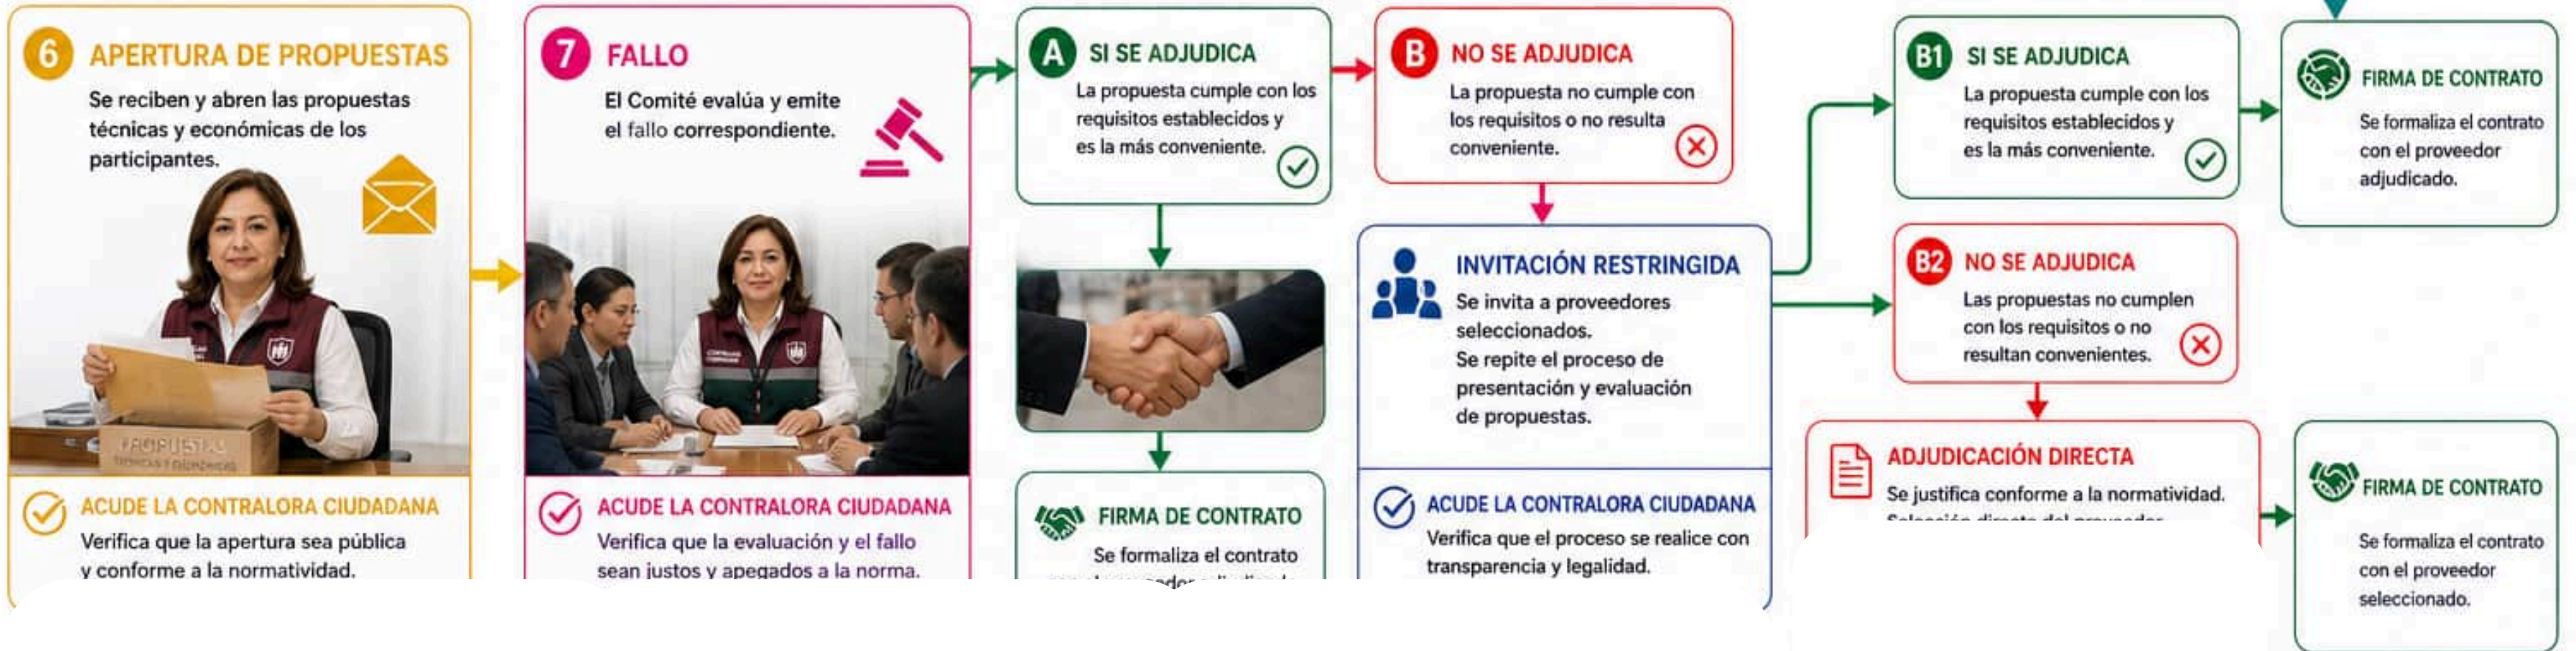 6 APERTURA DE PROPUESTAS
Se reciben y abren las propuestas
técnicas y económicas de los
participantes.
PROPUESTAS
ACUDE LA CONTRALORA CIUDADANA
Verifica que la apertura sea pública
y conforme a la normatividad.
7 FALLO
El Comité evalúa y emite
el fallo correspondiente.
ACUDE LA CONTRALORA CIUDADANA
Verifica que la evaluación y el fallo
sean justos y apegados a la norma.
A SI SE ADJUDICA
La propuesta cumple con los
requisitos establecidos y
es la más conveniente.
FIRMA DE CONTRATO
Se formaliza el contrato
B NO SE ADJUDICA
La propuesta no cumple con
los requisitos o no resulta
conveniente.
INVITACIÓN RESTRINGIDA
Se invita a proveedores
seleccionados.
Se repite el proceso de
presentación y evaluación
de propuestas.
ACUDE LA CONTRALORA CIUDADANA
Verifica que el proceso se realice con
transparencia y legalidad.
B1 SI SE ADJUDICA
La propuesta cumple con los
requisitos establecidos y
es la más conveniente.
FIRMA DE CONTRATO
Se formaliza el contrato
con el proveedor
adjudicado.
B2 NO SE ADJUDICA
Las propuestas no cumplen
con los requisitos o no
resultan convenientes.
ADJUDICACIÓN DIRECTA
Se justifica conforme a la normatividad.
FIRMA DE CONTRATO
Se formaliza el contrato
con el proveedor
seleccionado.